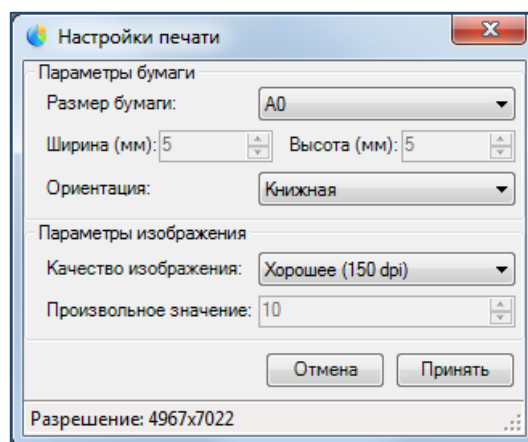 Настройки печати
Параметры бумаги
Размер бумаги: A0
Ширина (мм): 5 Высота (мм): 5
Ориентация: Книжная
Параметры изображения
Качество изображения: Хорошее (150 dpi)
Произвольное значение: 10
Отмена Принять
Разрешение: 4967x7022